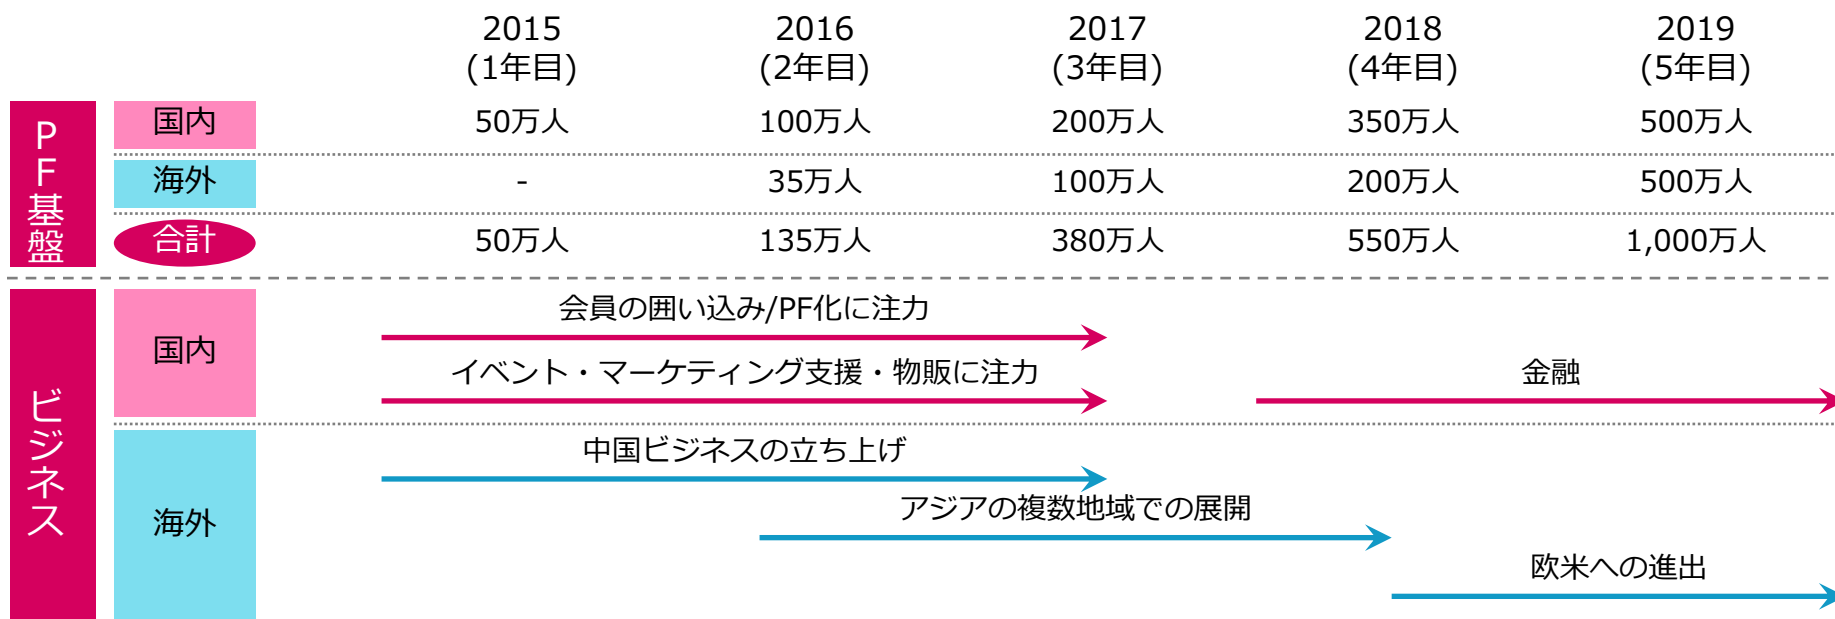 2015 2016 2017 2018 2019
(1年目) (2年目) (3年目) (4年目) (5年目)
PF基盤
国内 50万人 100万人 200万人 350万人 500万人
海外 - 35万人 100万人 200万人 500万人
合計 50万人 135万人 380万人 550万人 1,000万人
ビジネス
国内
会員の囲い込み/PF化に注力
イベント・マーケティング支援・物販に注力 金融
海外
中国ビジネスの立ち上げ
アジアの複数地域での展開
欧米への進出